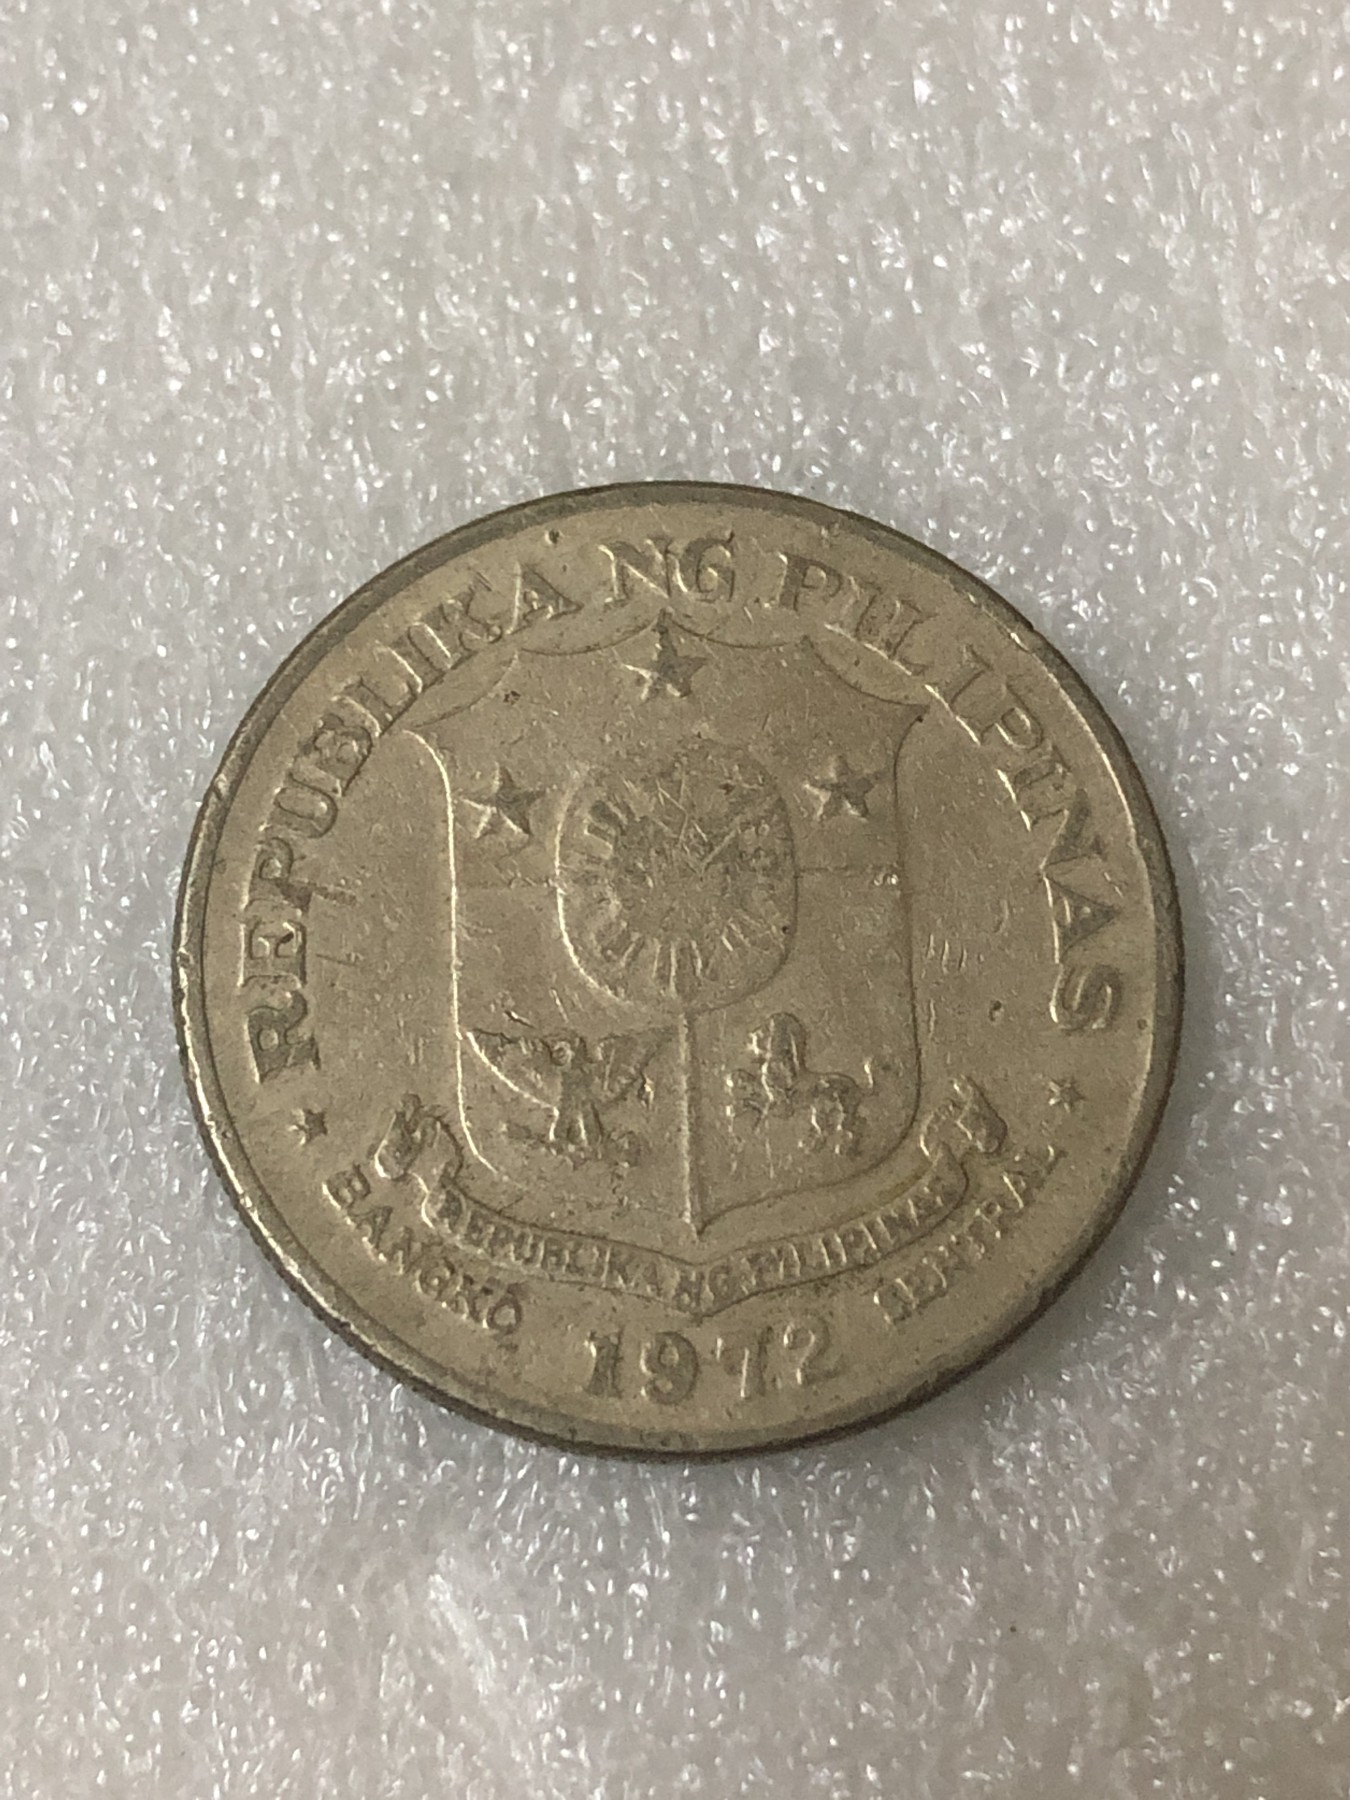 REPUBLIKA NG PILIPINAS
REPUBLIKA NG PILIPINAS
BANGKO SENTRAL
1972